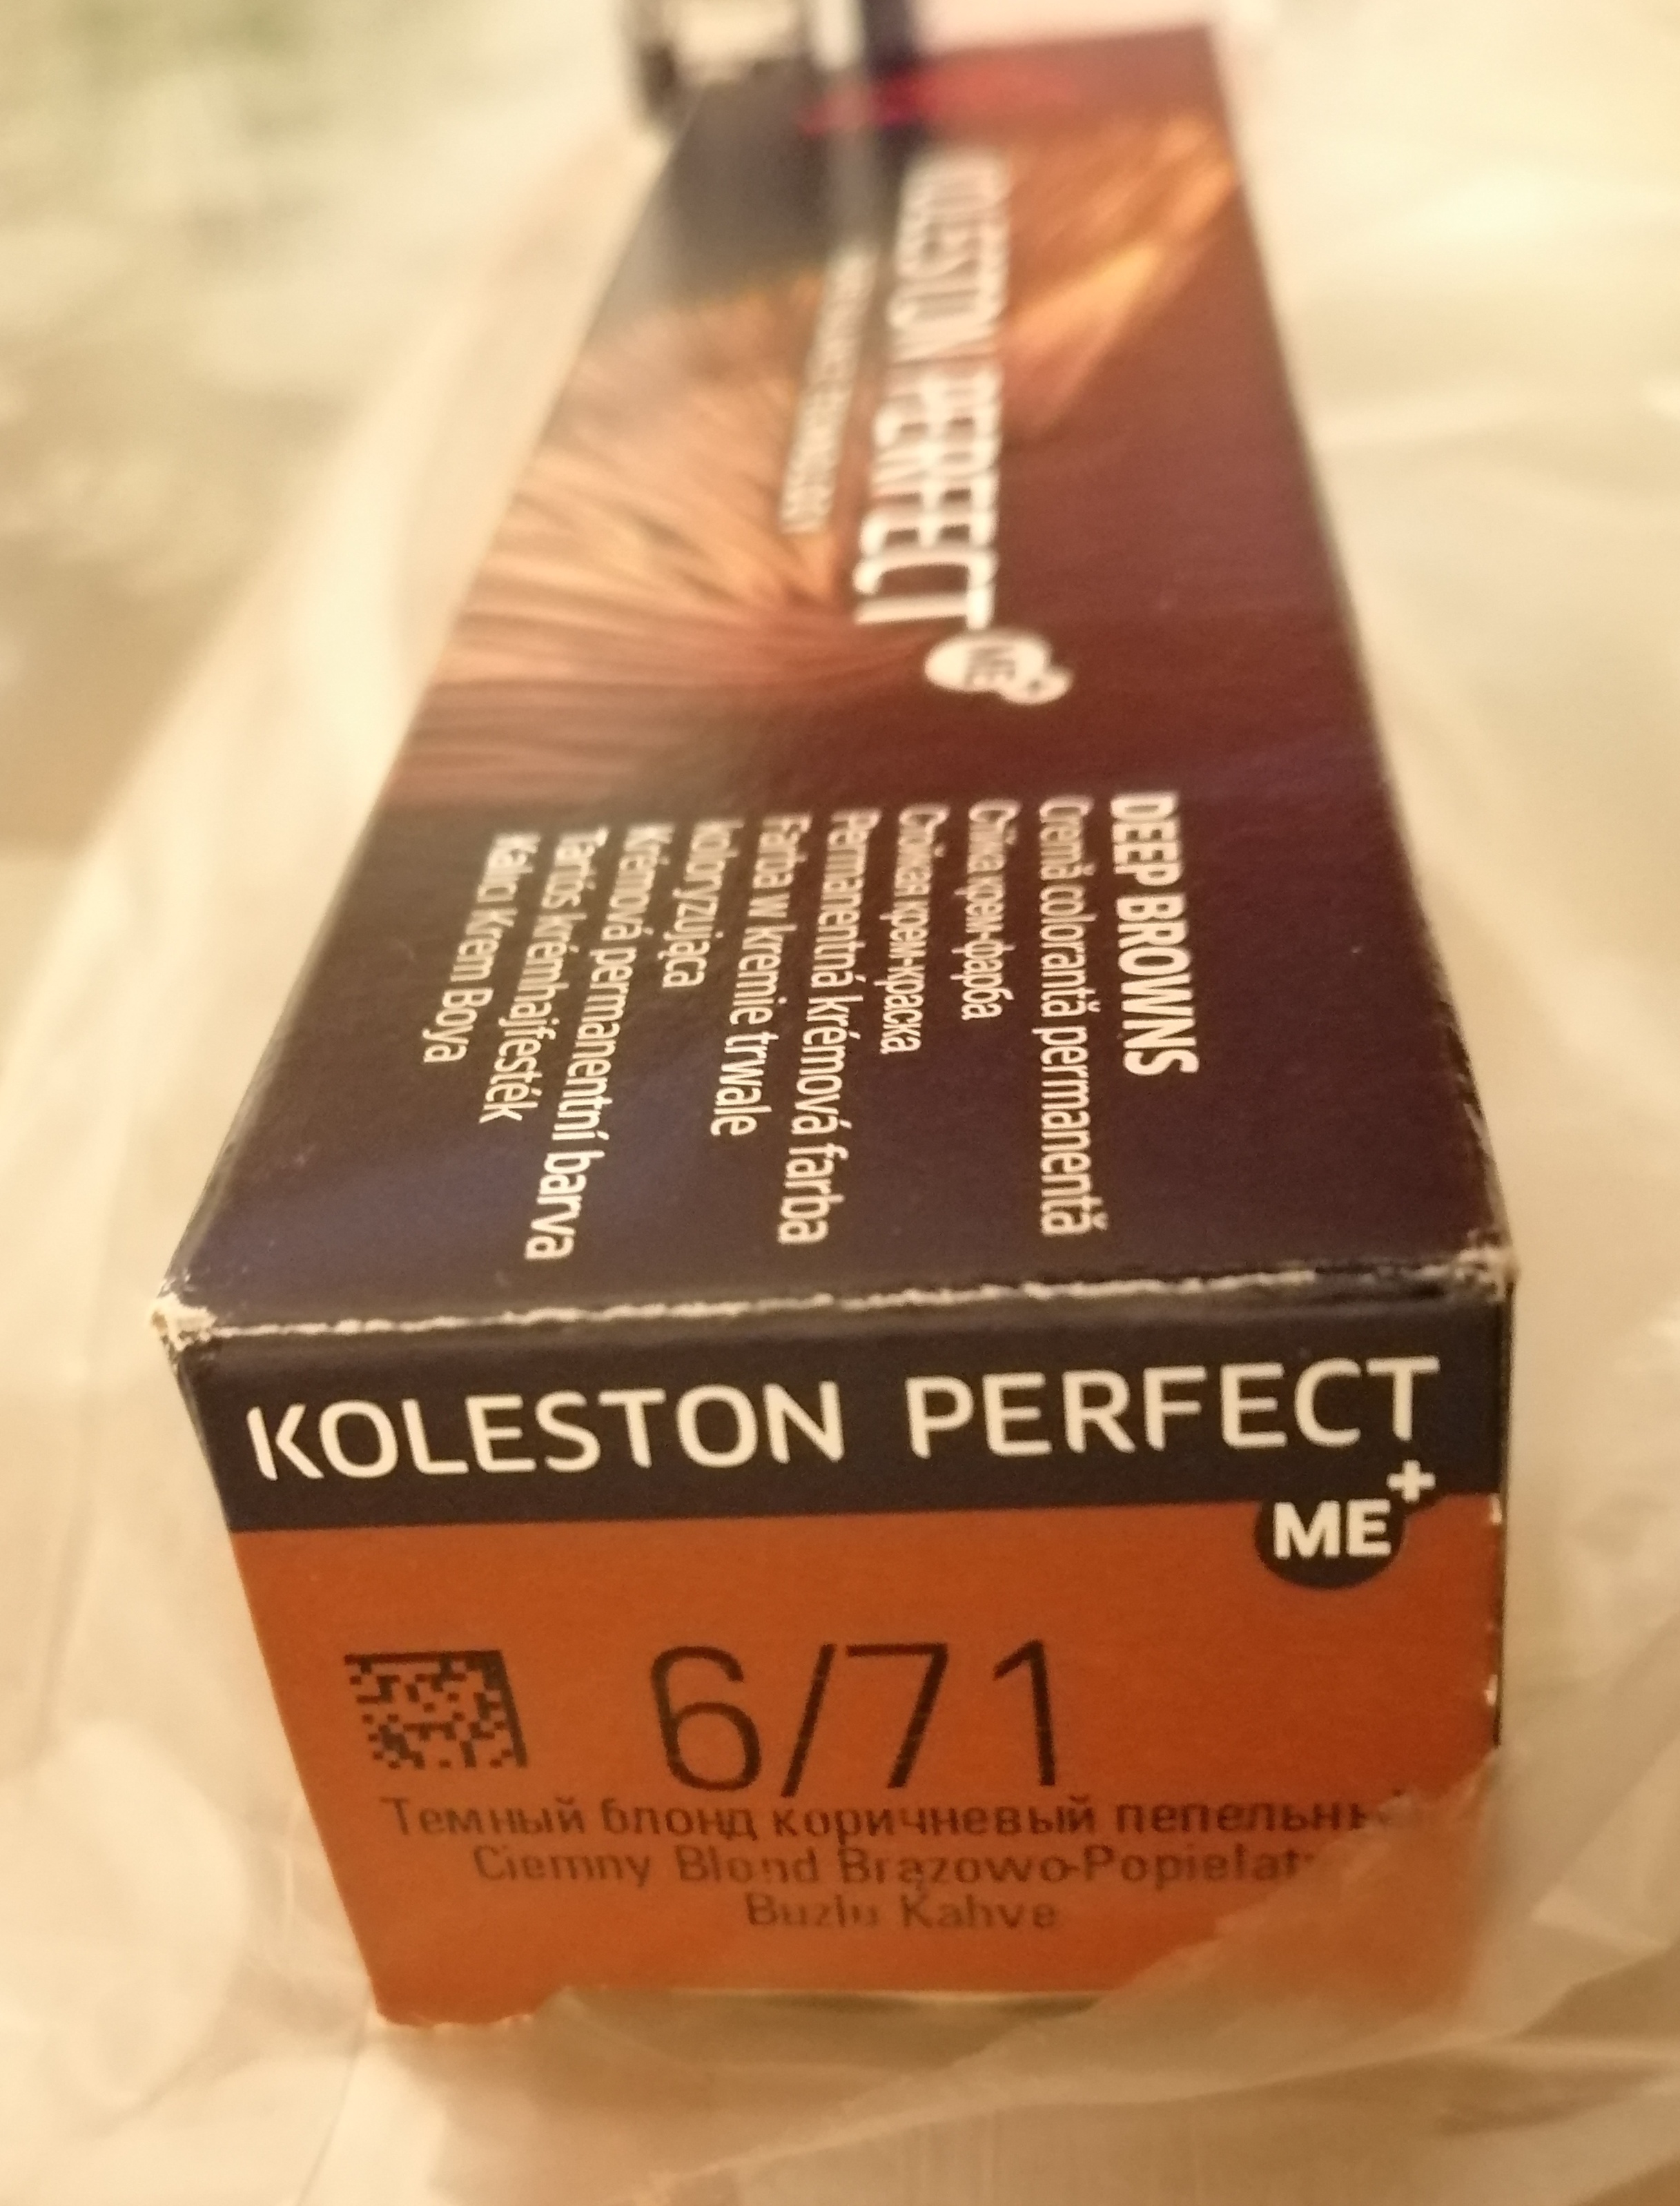 KOLESTON PERFECT
ME+
DEEP BROWNS
Cremă colorantă permanentă
Стійка крем-фарба
Стойкая крем-краска
Permanentná krémová farba
Farba w kremie trwale
koloryzująca
Krémová permanentní barva
Tartós krémhajfesték
Kalıcı Krem Boya
KOLESTON PERFECT
ME+
6/71
Темный блонд коричневый пепельный
Ciemny Blond Brązowo-Popielat
Buzlu Kahve